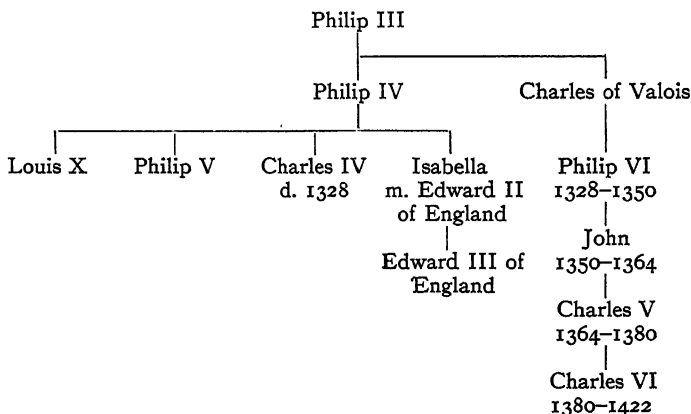 Philip III
Philip IV
Charles of Valois
Louis X
Philip V
Charles IV
d. 1328
Isabella
m. Edward II
of England
Edward III of
England
Philip VI
1328–1350
John
1350–1364
Charles V
1364–1380
Charles VI
1380–1422